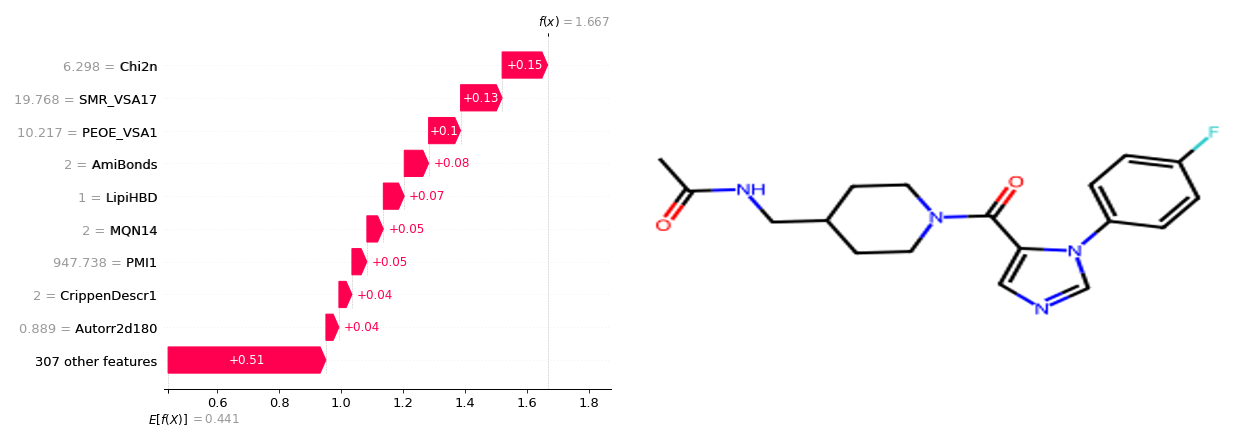 f(x) = 1.667
6.298 = Chi2n
+0.15
19.768 = SMR_VSA17
+0.13
10.217 = PEOE_VSA1
+0.1
2 = AmiBonds
+0.08
1 = LipiHBD
+0.07
2 = MQN14
+0.05
947.738 = PMI1
+0.05
2 = CrippenDescr1
+0.04
0.889 = Autorr2d180
+0.04
307 other features
+0.51
0.6 0.8 1.0 1.2 1.4 1.6 1.8
E[f(X)] = 0.441
F
O
NH
N
O
N
N